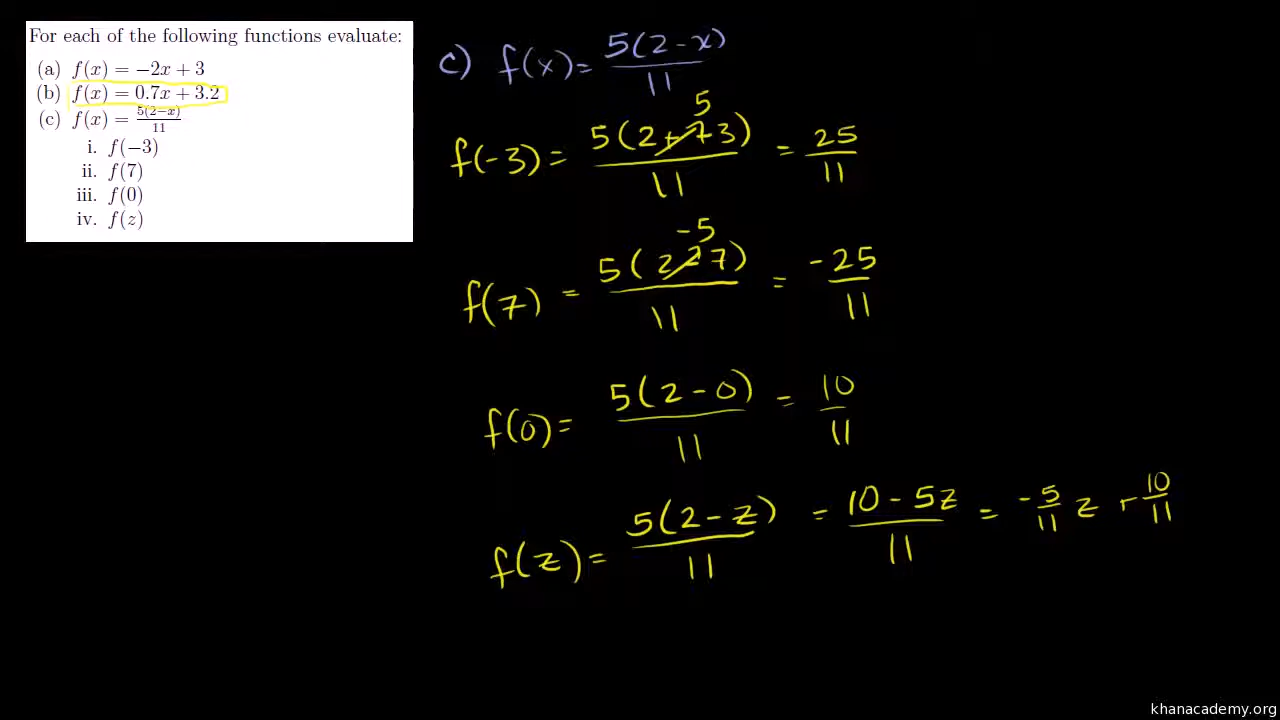 For each of the following functions evaluate:
(a) f(x) = −2x + 3
(b) f(x) = 0.7x + 3.2
(c) f(x) = 5(2−x)/11
i. f(−3)
ii. f(7)
iii. f(0)
iv. f(z)
c) f(x) = 5(2-x)/11
5
f(-3) = 5(2+3)/11 = 25/11
-5
f(7) = 5(2-7)/11 = -25/11
f(0) = 5(2-0)/11 = 10/11
f(z) = 5(2-z)/11 = 10-5z/11 = -5/11 z + 10/11
khanacademy.org